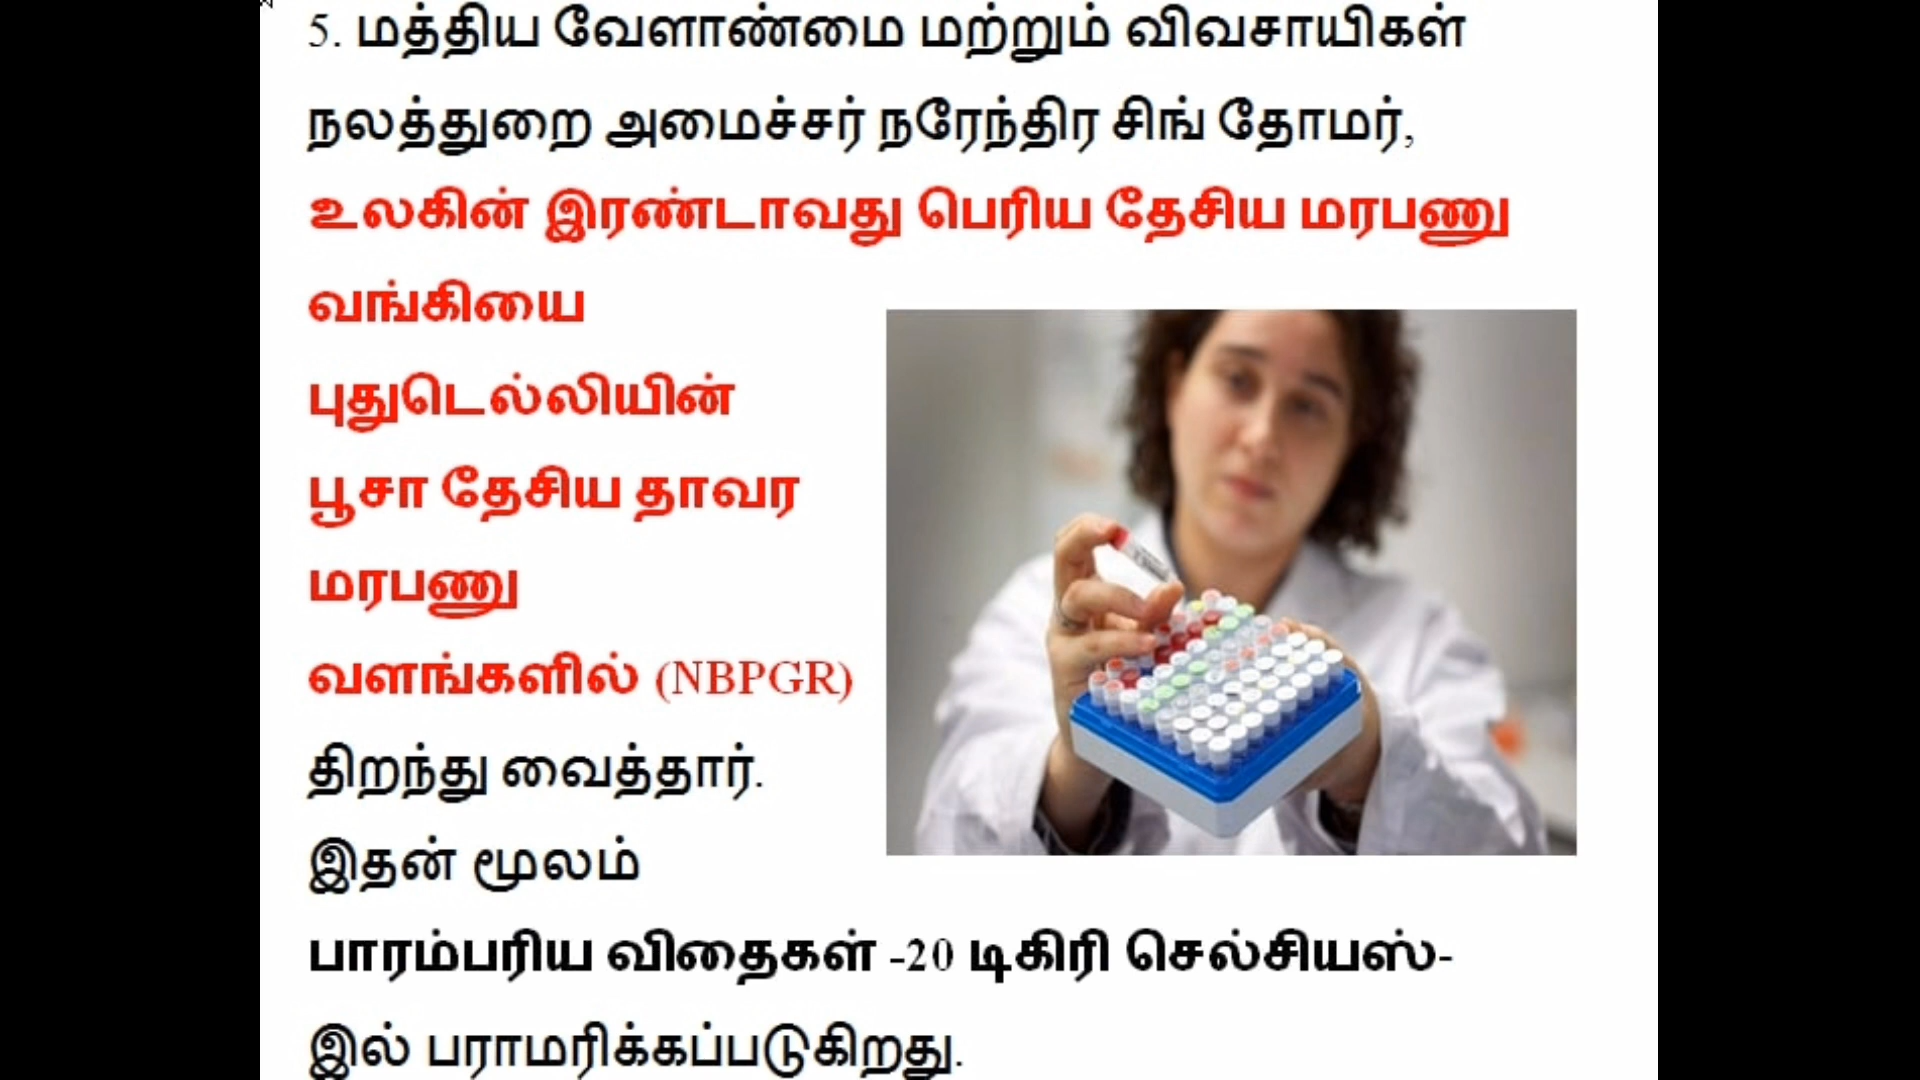 5. மத்திய வேளாண்மை மற்றும் விவசாயிகள்
நலத்துறை அமைச்சர் நரேந்திர சிங் தோமர்,
உலகின் இரண்டாவது பெரிய தேசிய மரபணு
வங்கியை
புதுடெல்லியின்
பூசா தேசிய தாவர
மரபணு
வளங்களில் (NBPGR)
திறந்து வைத்தார்.
இதன் மூலம்
பாரம்பரிய விதைகள் -20 டிகிரி செல்சியஸ்-
இல் பராமரிக்கப்படுகிறது.